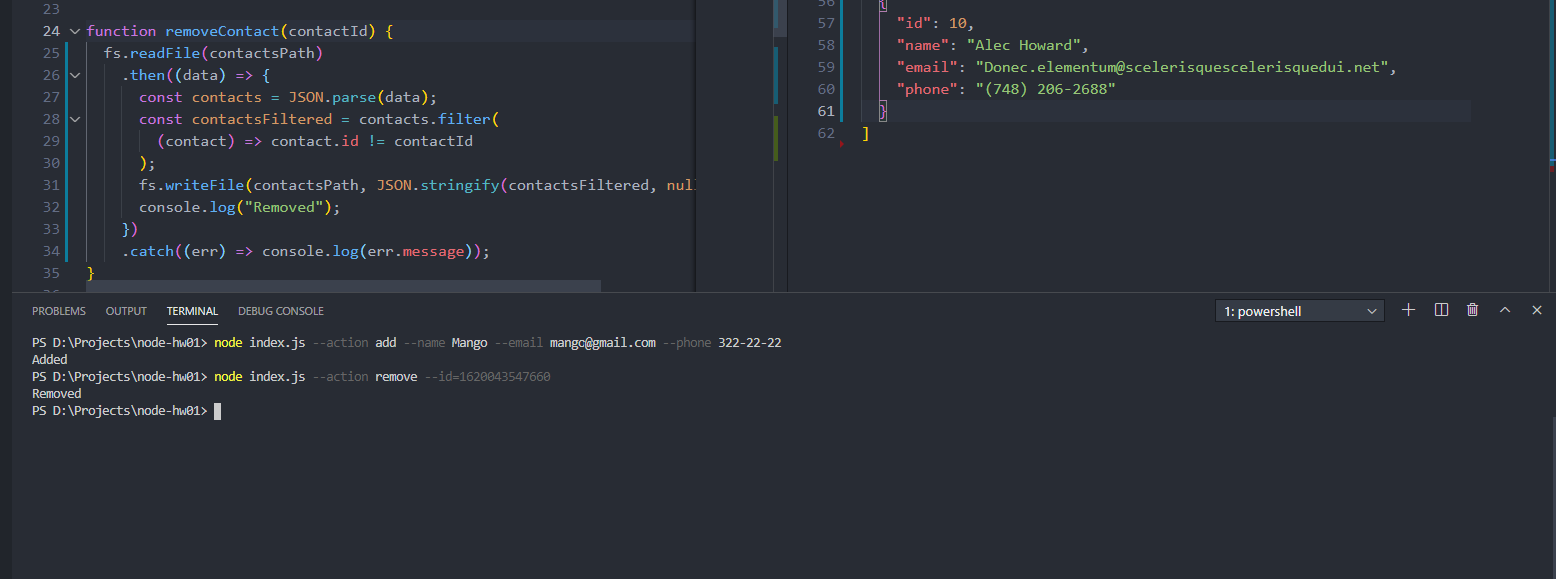 23
24 function removeContact(contactId) {
25 fs.readFile(contactsPath)
26 .then((data) => {
27 const contacts = JSON.parse(data);
28 const contactsFiltered = contacts.filter(
29 (contact) => contact.id != contactId
30 );
31 fs.writeFile(contactsPath, JSON.stringify(contactsFiltered, nul
32 console.log("Removed");
33 })
34 .catch((err) => console.log(err.message));
35 }
56 {
57 "id": 10,
58 "name": "Alec Howard",
59 "email": "Donec.elementum@scelerisquescelerisquedui.net",
60 "phone": "(748) 206-2688"
61 }
62 ]
PROBLEMS OUTPUT TERMINAL DEBUG CONSOLE 1: powershell
PS D:\Projects\node-hw01> node index.js --action add --name Mango --email mango@gmail.com --phone 322-22-22
Added
PS D:\Projects\node-hw01> node index.js --action remove --id=1620043547660
Removed
PS D:\Projects\node-hw01>